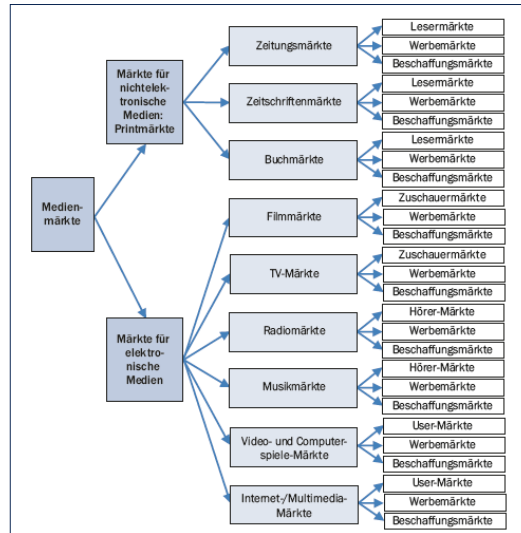 Medien-
märkte
Märkte für
nichtelek-
tronische
Medien:
Printmärkte
Zeitungsmärkte
Lesermärkte
Werbemärkte
Beschaffungsmärkte
Zeitschriftenmärkte
Lesermärkte
Werbemärkte
Beschaffungsmärkte
Buchmärkte
Lesermärkte
Werbemärkte
Beschaffungsmärkte
Märkte für
elektro-
nische
Medien
Filmmärkte
Zuschauermärkte
Werbemärkte
Beschaffungsmärkte
TV-Märkte
Zuschauermärkte
Werbemärkte
Beschaffungsmärkte
Radiomärkte
Hörer-Märkte
Werbemärkte
Beschaffungsmärkte
Musikmärkte
Hörer-Märkte
Werbemärkte
Beschaffungsmärkte
Video- und Computer-
spiele-Märkte
User-Märkte
Werbemärkte
Beschaffungsmärkte
Internet-/Multimedia-
Märkte
User-Märkte
Werbemärkte
Beschaffungsmärkte